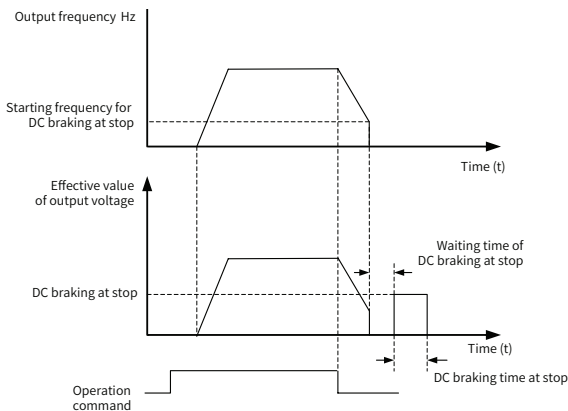 Output frequency Hz
Starting frequency for
DC braking at stop
Time (t)
Effective value
of output voltage
Waiting time of
DC braking at stop
DC braking at stop
Time (t)
DC braking time at stop
Operation
command